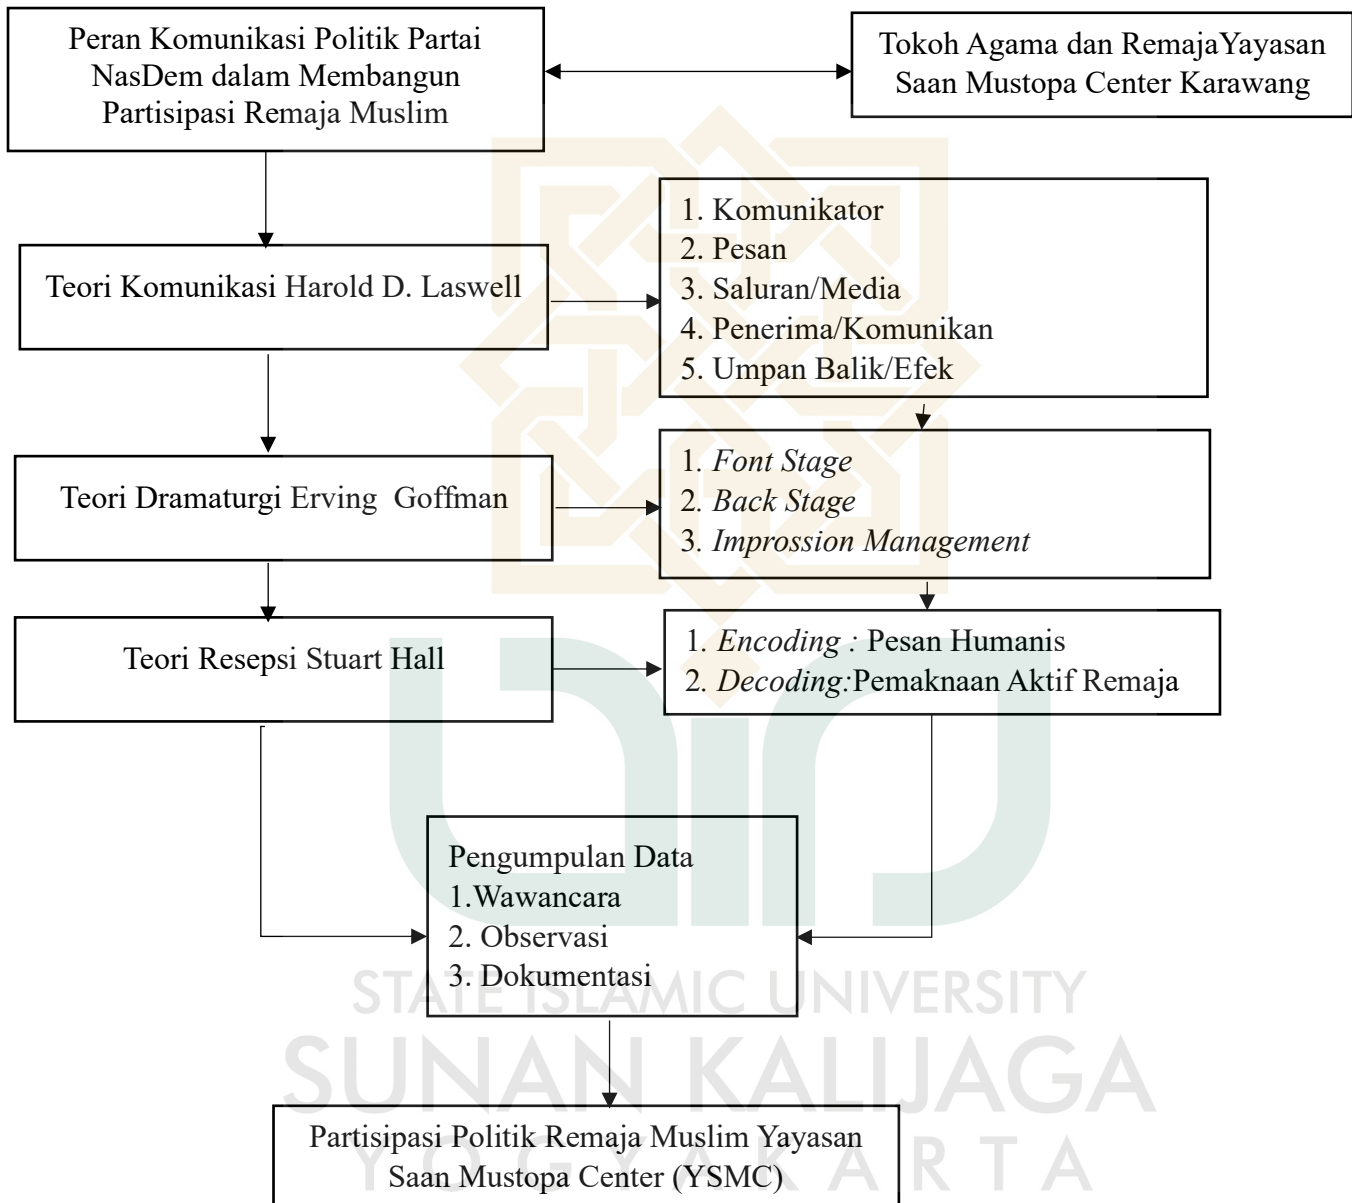 Peran Komunikasi Politik Partai
NasDem dalam Membangun
Partisipasi Remaja Muslim
Tokoh Agama dan RemajaYayasan
Saan Mustopa Center Karawang
Teori Komunikasi Harold D. Laswell
1. Komunikator
2. Pesan
3. Saluran/Media
4. Penerima/Komunikan
5. Umpan Balik/Efek
Teori Dramaturgi Erving  Goffman
1. Font Stage
2. Back Stage
3. Improssion Management
Teori Resepsi Stuart Hall
1. Encoding : Pesan Humanis
2. Decoding:Pemaknaan Aktif Remaja
Pengumpulan Data
1.Wawancara
2. Observasi
3. Dokumentasi
STATE ISLAMIC UNIVERSITY
SUNAN KALIJAGA
YOGYAKARTA
Partisipasi Politik Remaja Muslim Yayasan
Saan Mustopa Center (YSMC)